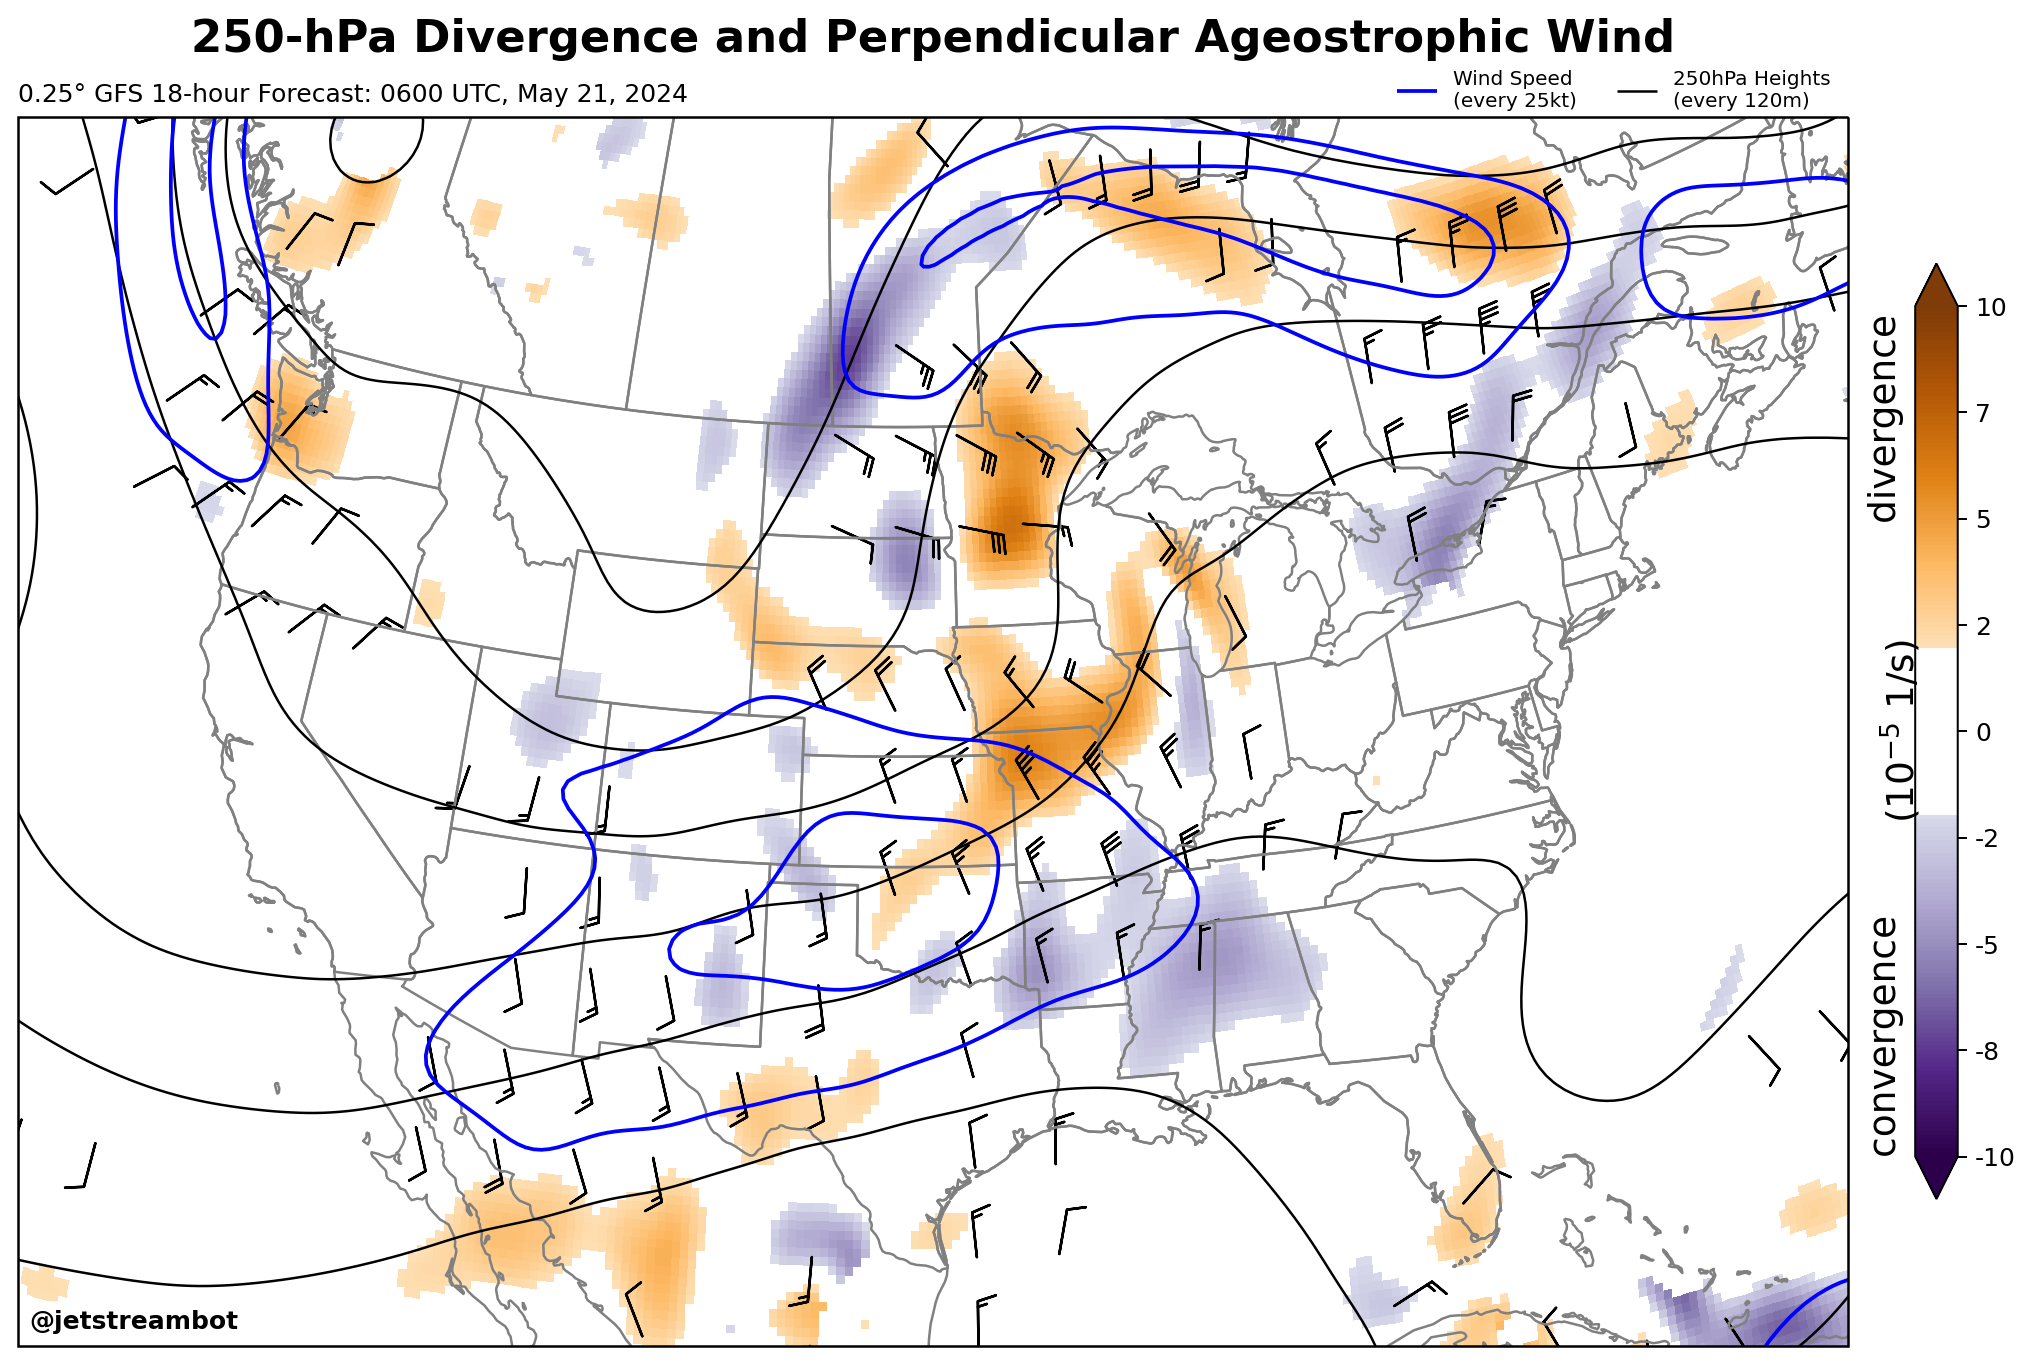 250-hPa Divergence and Perpendicular Ageostrophic Wind
0.25° GFS 18-hour Forecast: 0600 UTC, May 21, 2024
Wind Speed
(every 25kt)
250hPa Heights
(every 120m)
divergence
(10⁻⁵ 1/s)
convergence
10
7
5
2
0
-2
-5
-8
-10
@jetstreambot